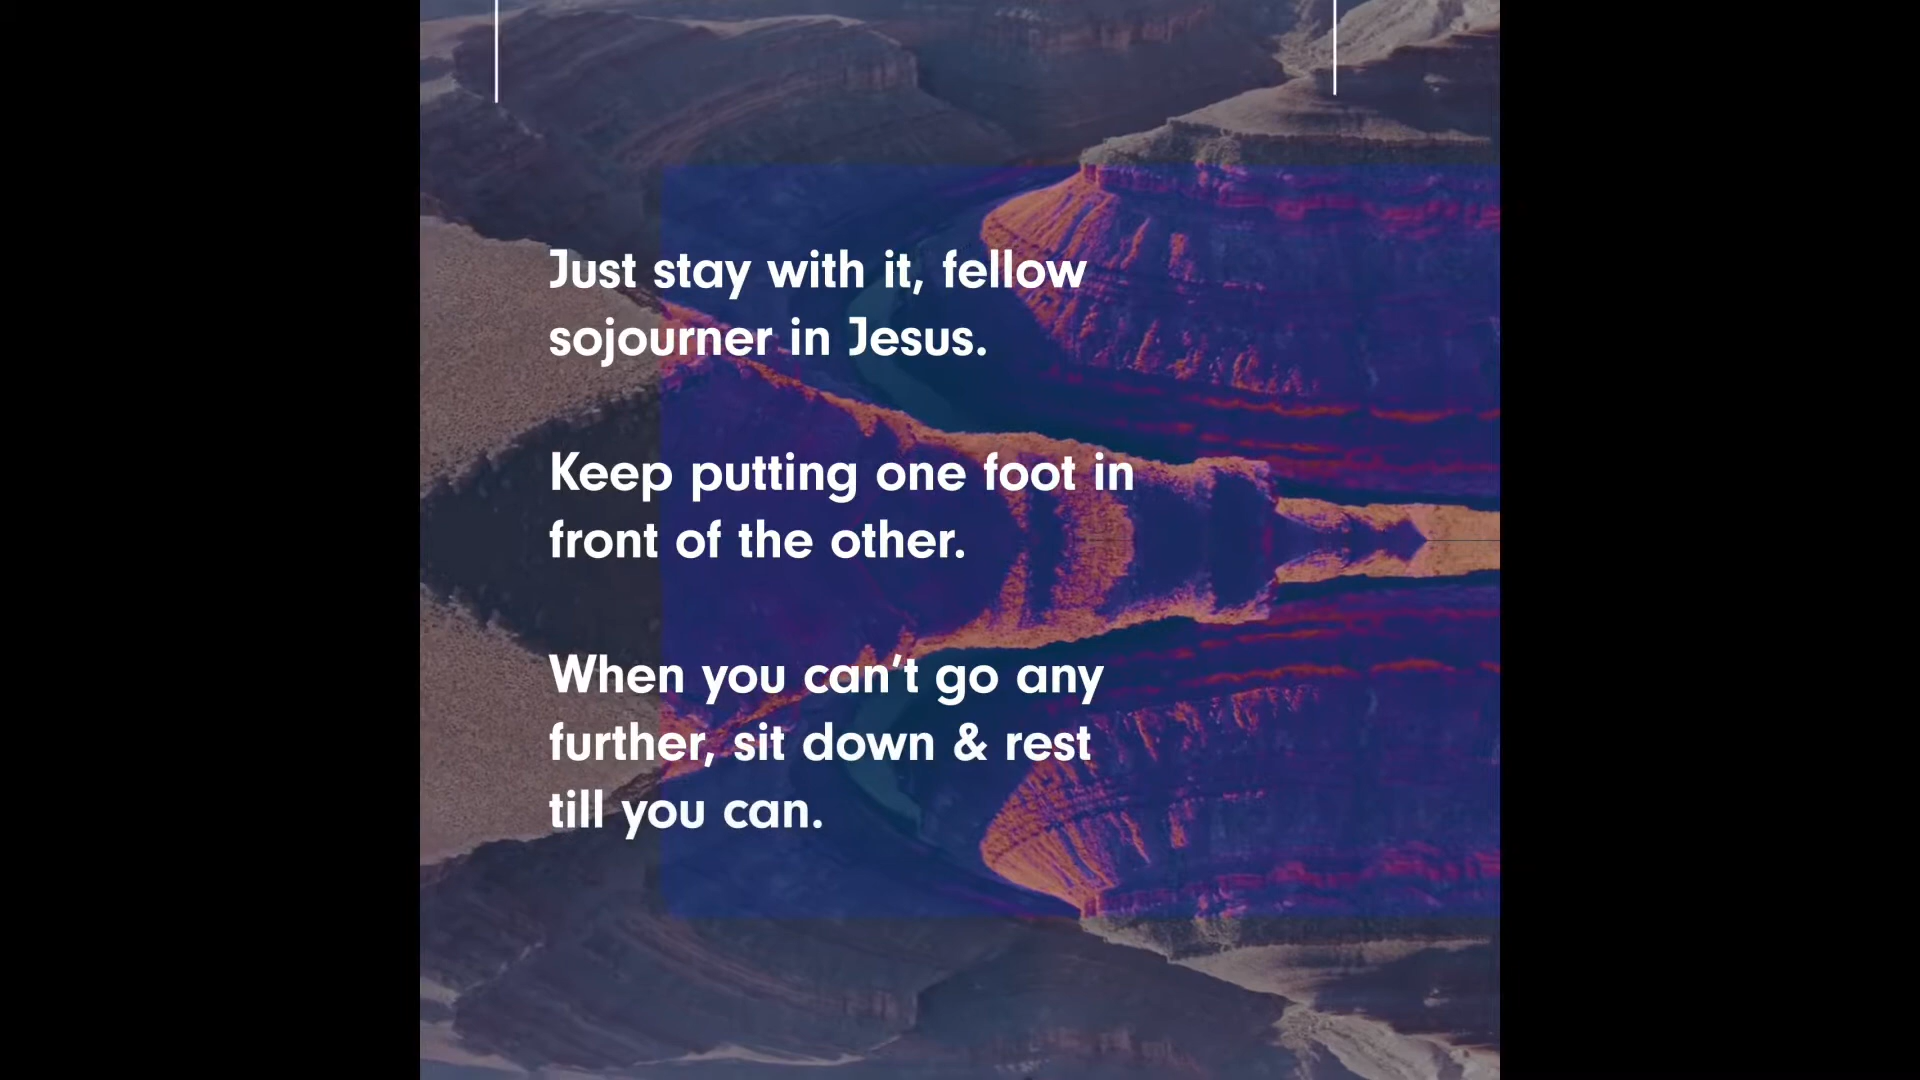 Just stay with it, fellow
sojourner in Jesus.
Keep putting one foot in
front of the other.
When you can’t go any
further, sit down & rest
till you can.